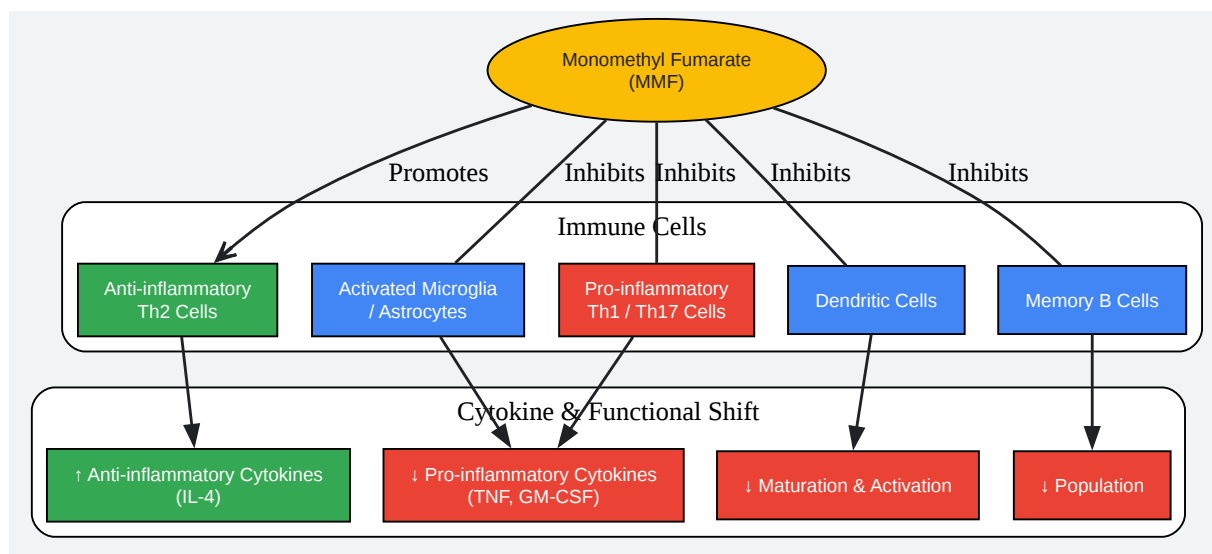 Monomethyl Fumarate
(MMF)
Promotes
Inhibits
Inhibits
Inhibits
Inhibits
Immune Cells
Anti-inflammatory
Th2 Cells
Activated Microglia
/ Astrocytes
Pro-inflammatory
Th1 / Th17 Cells
Dendritic Cells
Memory B Cells
Cytokine & Functional Shift
↑ Anti-inflammatory Cytokines
(IL-4)
↓ Pro-inflammatory Cytokines
(TNF, GM-CSF)
↓ Maturation & Activation
↓ Population